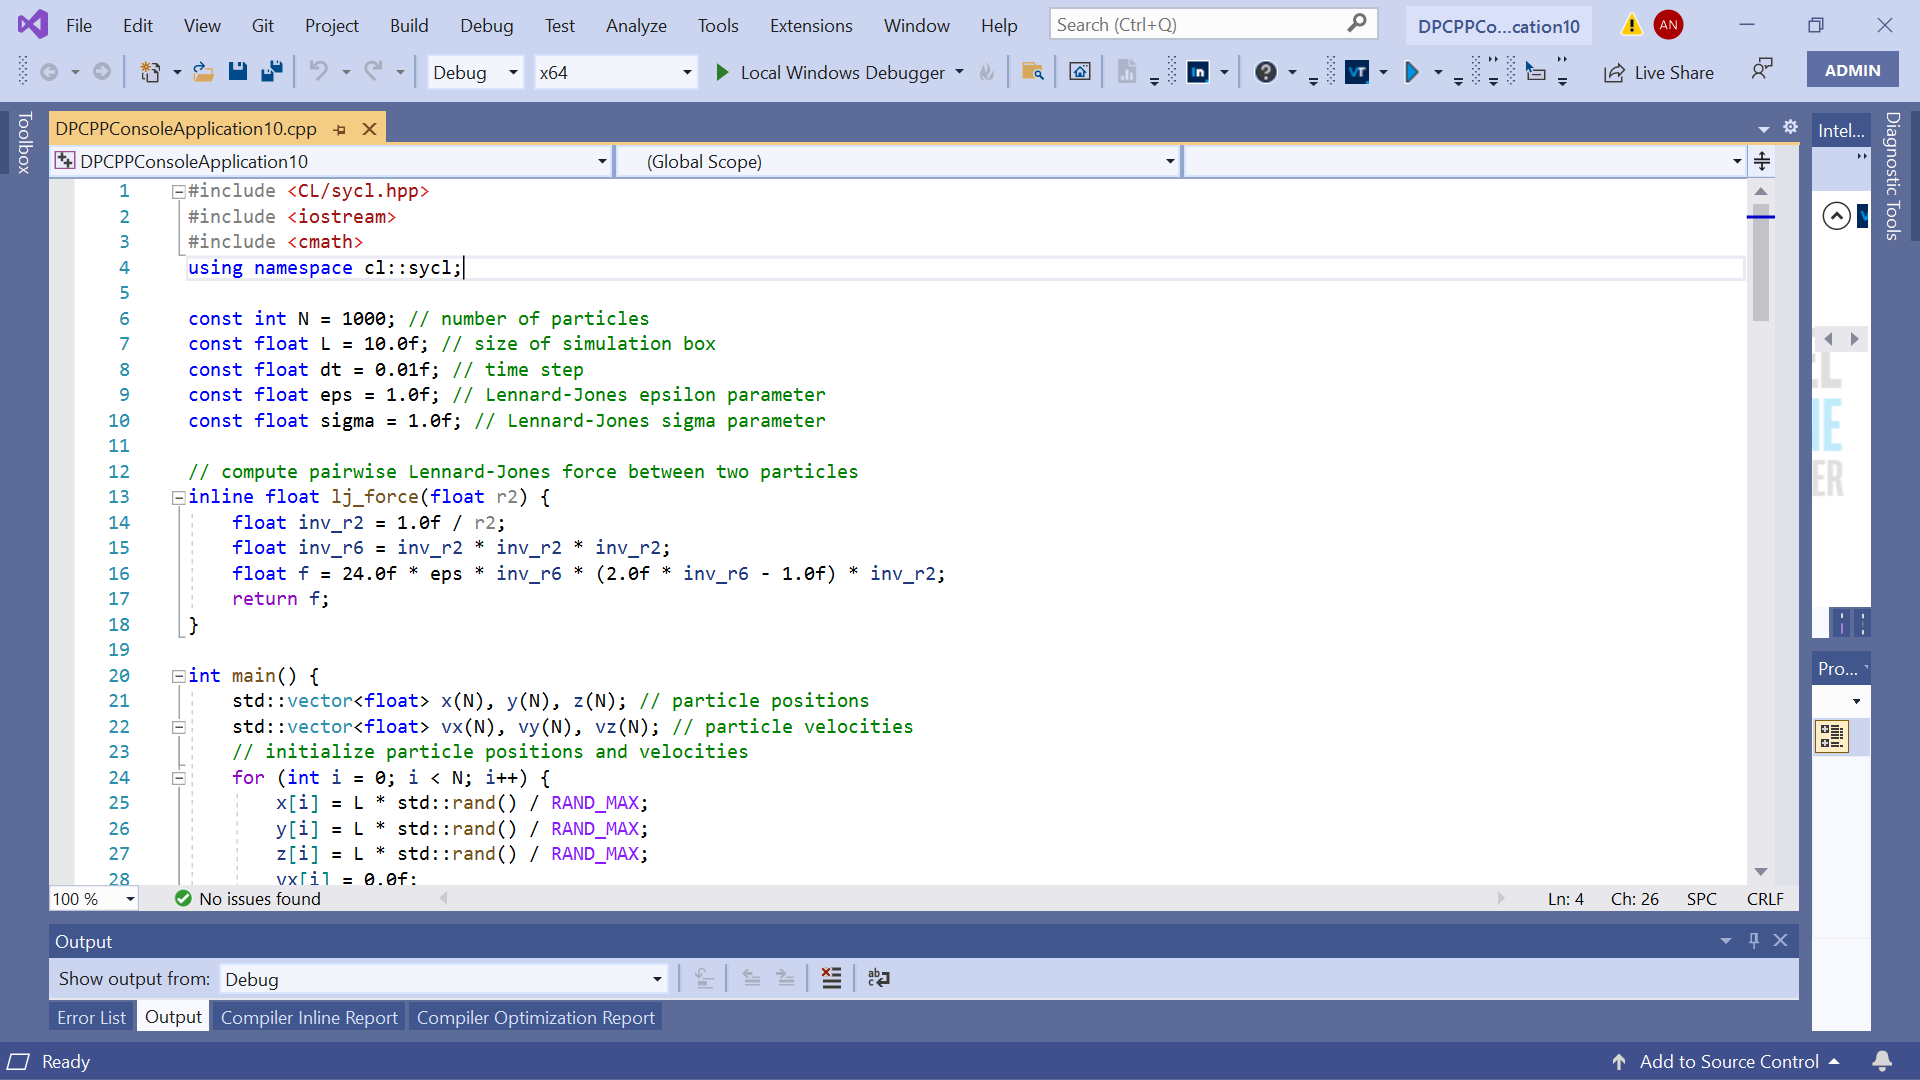 File Edit View Git Project Build Debug Test Analyze Tools Extensions Window Help Search (Ctrl+Q) DPCPPCo...cation10 AN
Debug x64 Local Windows Debugger in ? VT Live Share ADMIN
Toolbox
DPCPPConsoleApplication10.cpp
DPCPPConsoleApplication10 (Global Scope)
1 #include <CL/sycl.hpp>
2 #include <iostream>
3 #include <cmath>
4 using namespace cl::sycl;
5
6 const int N = 1000; // number of particles
7 const float L = 10.0f; // size of simulation box
8 const float dt = 0.01f; // time step
9 const float eps = 1.0f; // Lennard-Jones epsilon parameter
10 const float sigma = 1.0f; // Lennard-Jones sigma parameter
11
12 // compute pairwise Lennard-Jones force between two particles
13 inline float lj_force(float r2) {
14 float inv_r2 = 1.0f / r2;
15 float inv_r6 = inv_r2 * inv_r2 * inv_r2;
16 float f = 24.0f * eps * inv_r6 * (2.0f * inv_r6 - 1.0f) * inv_r2;
17 return f;
18 }
19
20 int main() {
21 std::vector<float> x(N), y(N), z(N); // particle positions
22 std::vector<float> vx(N), vy(N), vz(N); // particle velocities
23 // initialize particle positions and velocities
24 for (int i = 0; i < N; i++) {
25 x[i] = L * std::rand() / RAND_MAX;
26 y[i] = L * std::rand() / RAND_MAX;
27 z[i] = L * std::rand() / RAND_MAX;
28 vx[i] = 0.0f;
100 % No issues found Ln: 4 Ch: 26 SPC CRLF
Output
Show output from: Debug
Error List Output Compiler Inline Report Compiler Optimization Report
Intel...
Pro...
Diagnostic Tools
Ready Add to Source Control